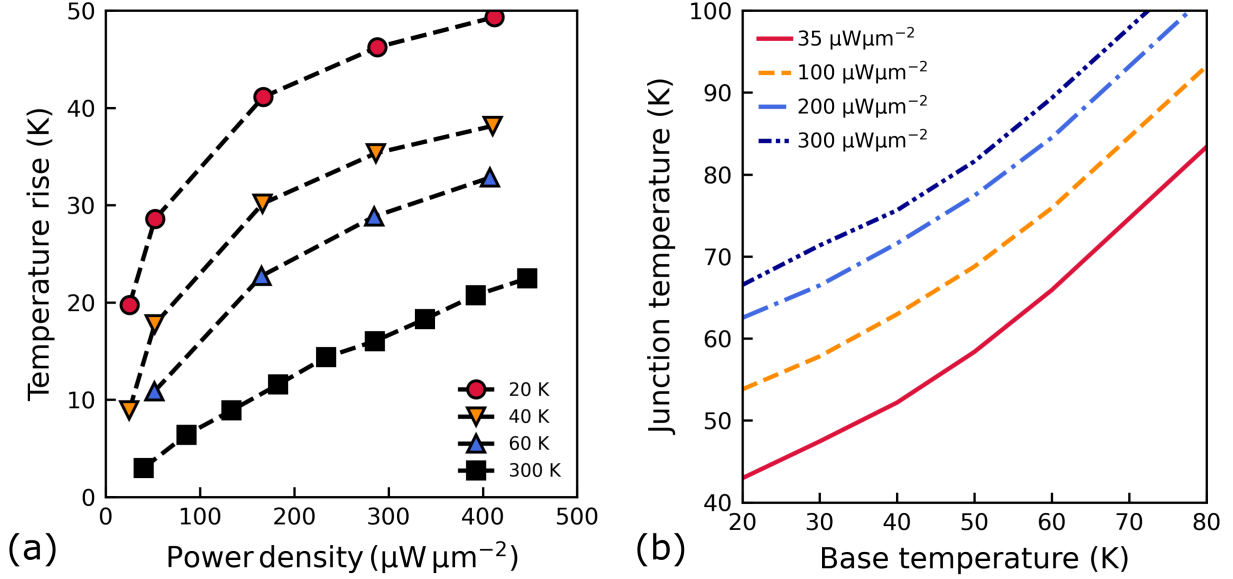 50
40
30
20
10
0
0 100 200 300 400 500
Temperature rise (K)
Power density (μW μm⁻²)
20 K
40 K
60 K
300 K
(a)
100
90
80
70
60
50
40
20 30 40 50 60 70 80
Junction temperature (K)
Base temperature (K)
35 μWμm⁻²
100 μWμm⁻²
200 μWμm⁻²
300 μWμm⁻²
(b)